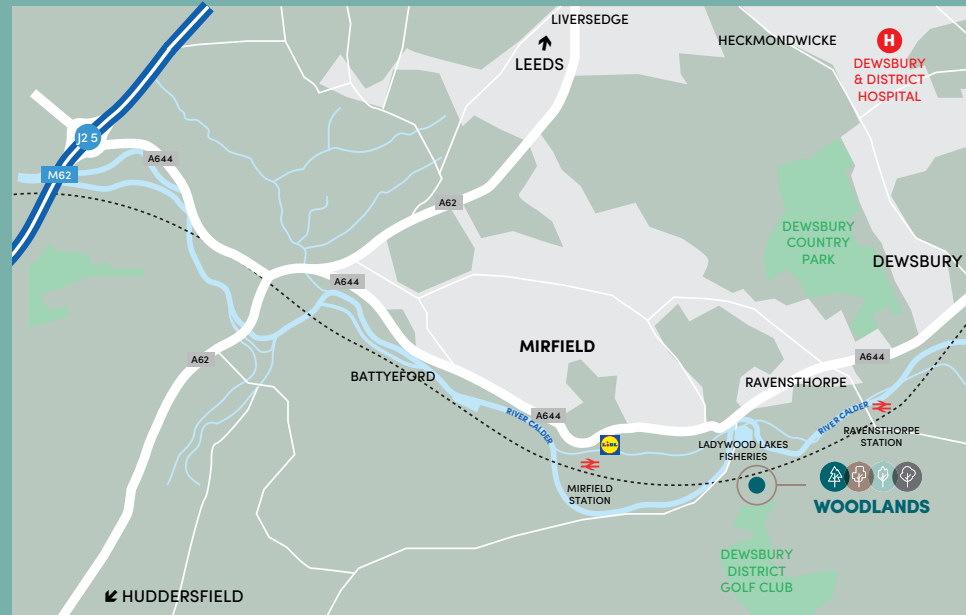 LIVERSEDGE
LEEDS
HECKMONDWICKE
H
DEWSBURY
& DISTRICT
HOSPITAL
J25
M62
A644
A62
DEWSBURY
COUNTRY
PARK
DEWSBURY
A644
MIRFIELD
A62
BATTYEFORD
A644
RAVENSTHORPE
A644
RIVER CALDER
LIDL
RIVER CALDER
RAVENSTHORPE
STATION
LADYWOOD LAKES
FISHERIES
MIRFIELD
STATION
WOODLANDS
DEWSBURY
DISTRICT
GOLF CLUB
HUDDERSFIELD